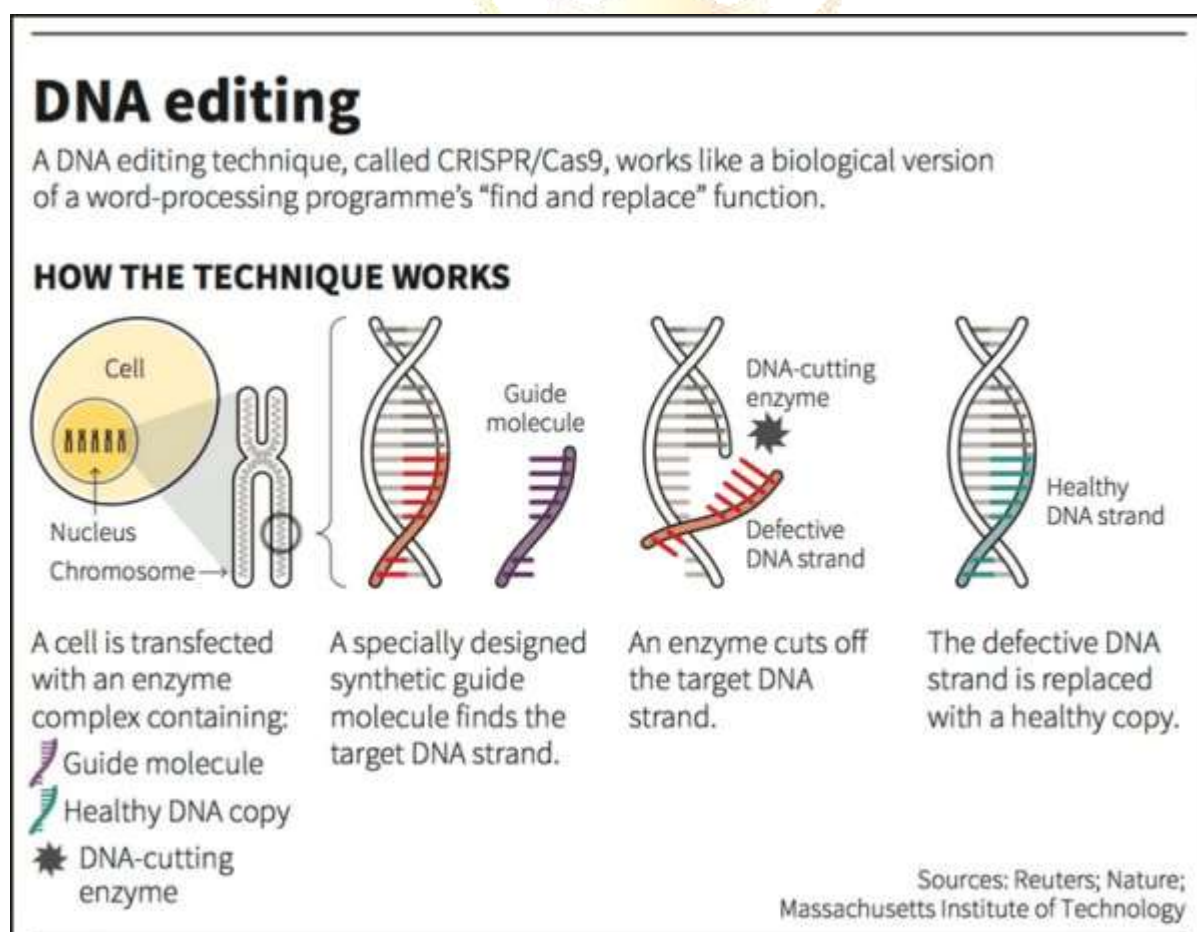 DNA editing
A DNA editing technique, called CRISPR/Cas9, works like a biological version
of a word-processing programme's “find and replace” function.
HOW THE TECHNIQUE WORKS
Cell
Nucleus
Chromosome
Guide
molecule
DNA-cutting
enzyme
Defective
DNA strand
Healthy
DNA strand
A cell is transfected
with an enzyme
complex containing:
Guide molecule
Healthy DNA copy
DNA-cutting
enzyme
A specially designed
synthetic guide
molecule finds the
target DNA strand.
An enzyme cuts off
the target DNA
strand.
The defective DNA
strand is replaced
with a healthy copy.
Sources: Reuters; Nature;
Massachusetts Institute of Technology